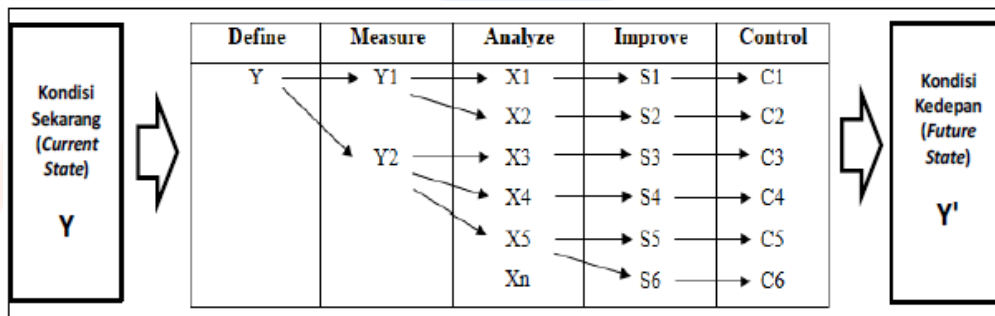 Define Measure Analyze Improve Control
Kondisi
Sekarang
(Current
State)
Y
Y Y1 X1 S1 C1
X2 S2 C2
Y2 X3 S3 C3
X4 S4 C4
X5 S5 C5
Xn S6 C6
Kondisi
Kedepan
(Future
State)
Y'